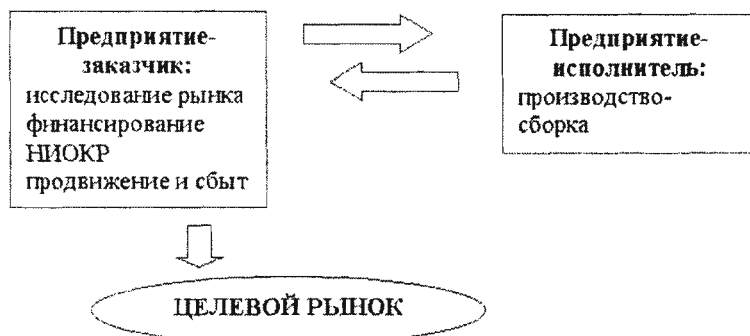 Предприятие-
заказчик:
исследование рынка
финансирование
НИОКР
продвижение и сбыт
Предприятие-
исполнитель:
производство-
сборка
ЦЕЛЕВОЙ РЫНОК